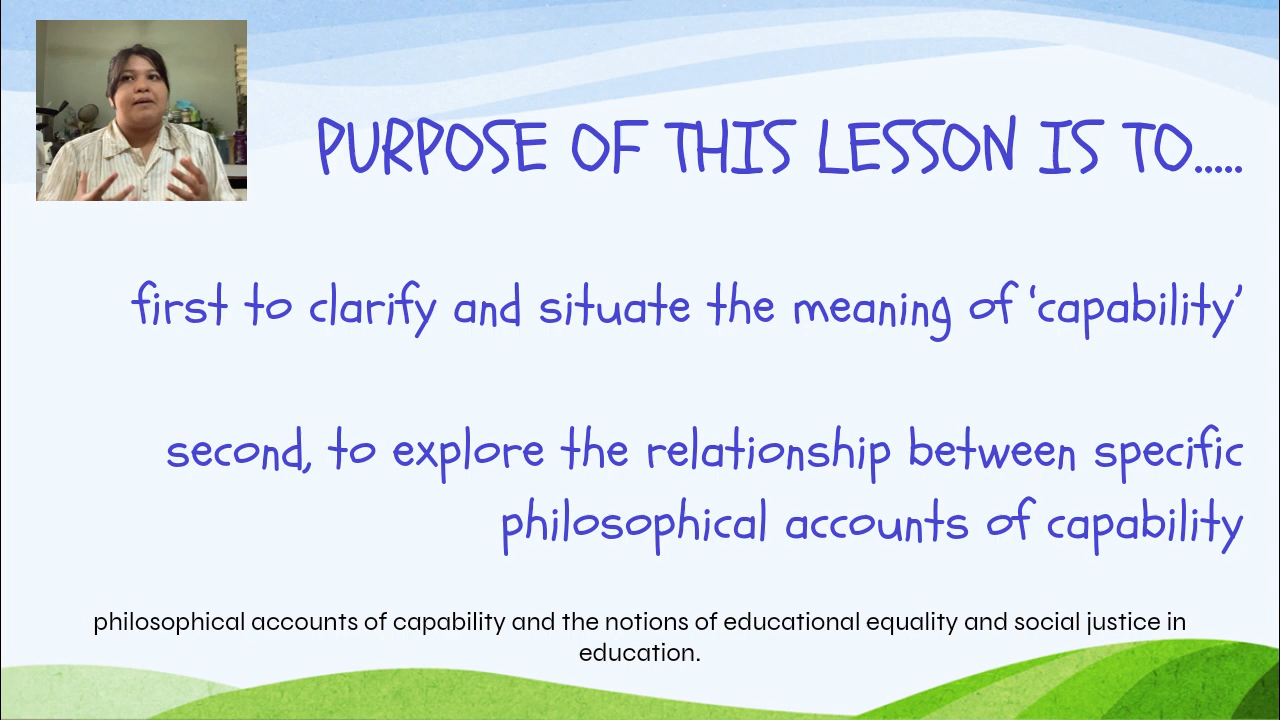 PURPOSE OF THIS LESSON IS TO.....
first to clarify and situate the meaning of ‘capability’
second, to explore the relationship between specific
philosophical accounts of capability
philosophical accounts of capability and the notions of educational equality and social justice in
education.